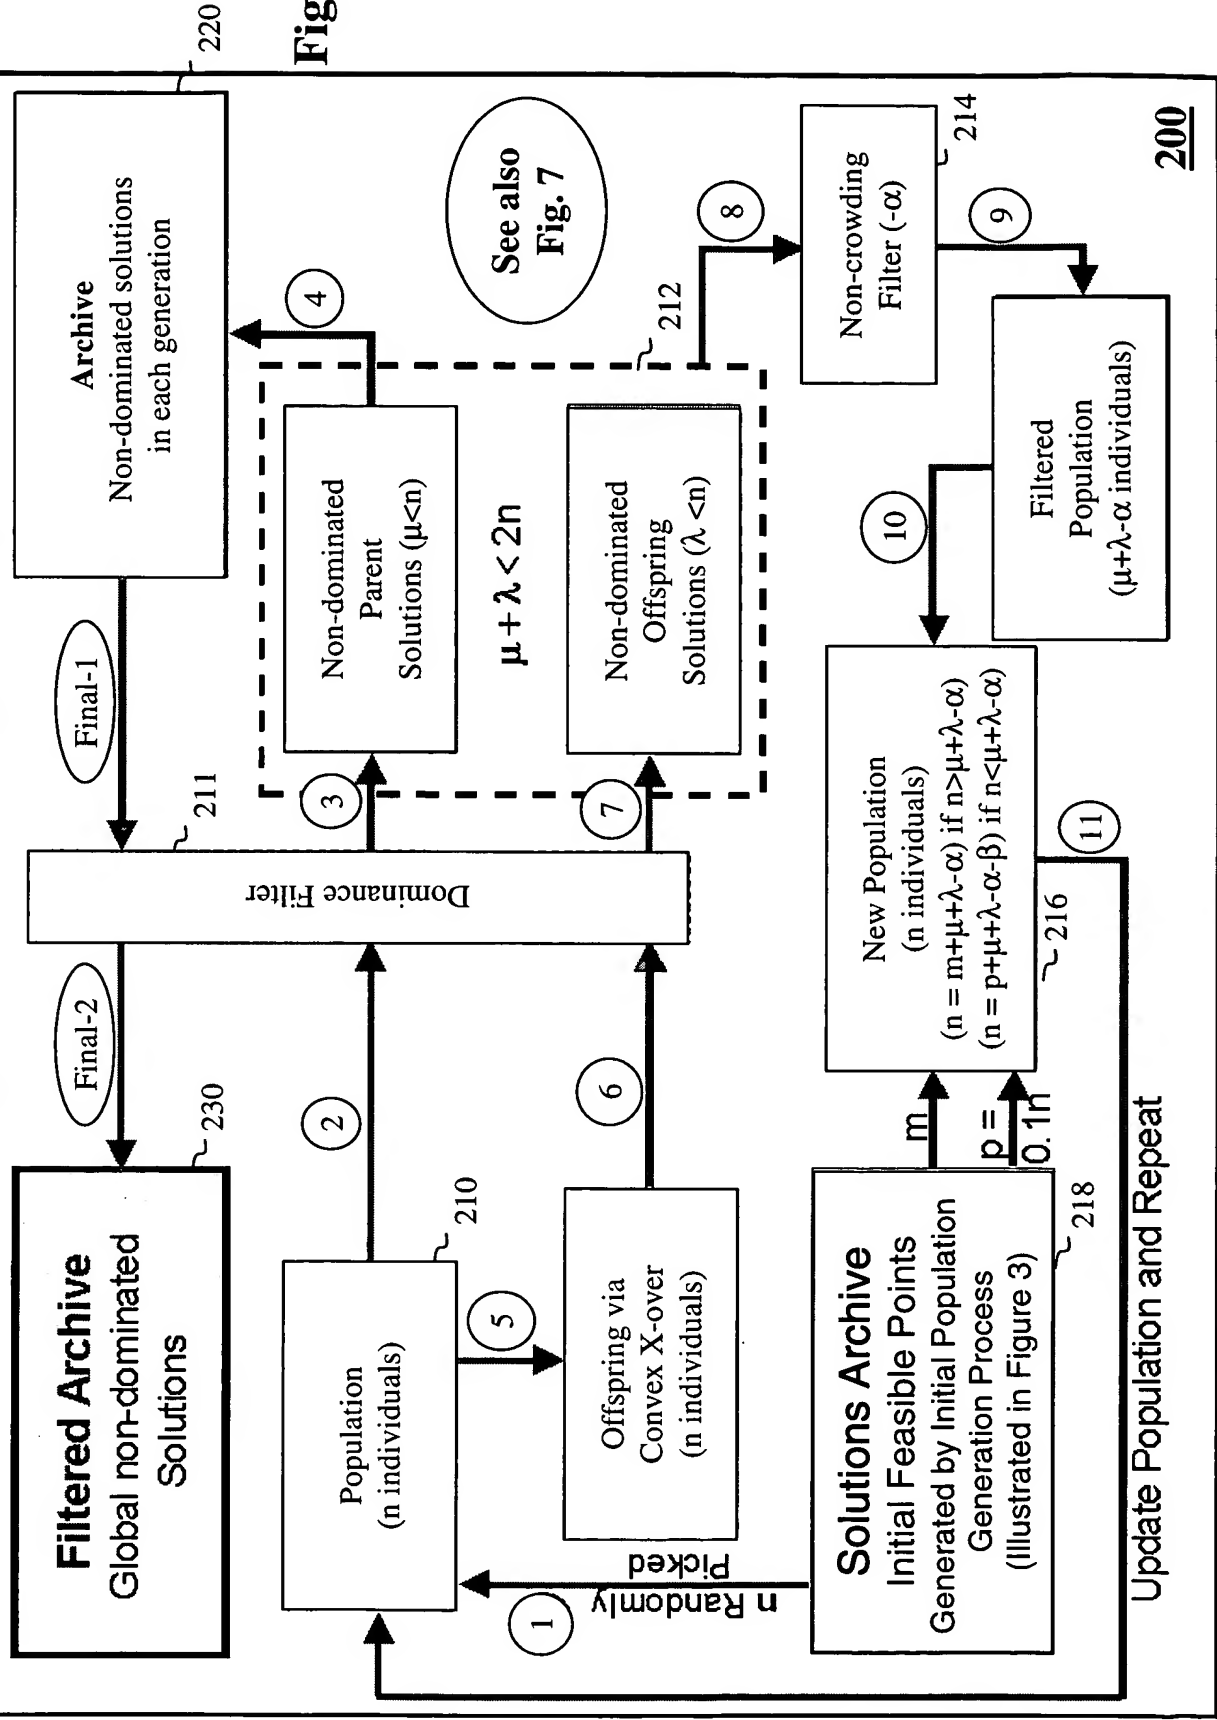 Fig
220
Archive
Non-dominated solutions
in each generation
Final-1
Final-2
230
Filtered Archive
Global non-dominated
Solutions
211
Dominance Filter
4
3
2
Non-dominated
Parent
Solutions (μ<n)
μ + λ < 2n
Non-dominated
Offspring
Solutions (λ <n)
7
6
212
See also
Fig. 7
210
Population
(n individuals)
5
Offspring via
Convex X-over
(n individuals)
1
n Randomly
Picked
8
214
Non-crowding
Filter (-α)
9
Filtered
Population
(μ+λ-α individuals)
10
New Population
(n individuals)
(n = m+μ+λ-α) if n>μ+λ-α)
(n = p+μ+λ-α-β) if n<μ+λ-α)
216
11
m
p =
0.1n
Solutions Archive
Initial Feasible Points
Generated by Initial Population
Generation Process
(Illustrated in Figure 3)
218
Update Population and Repeat
200